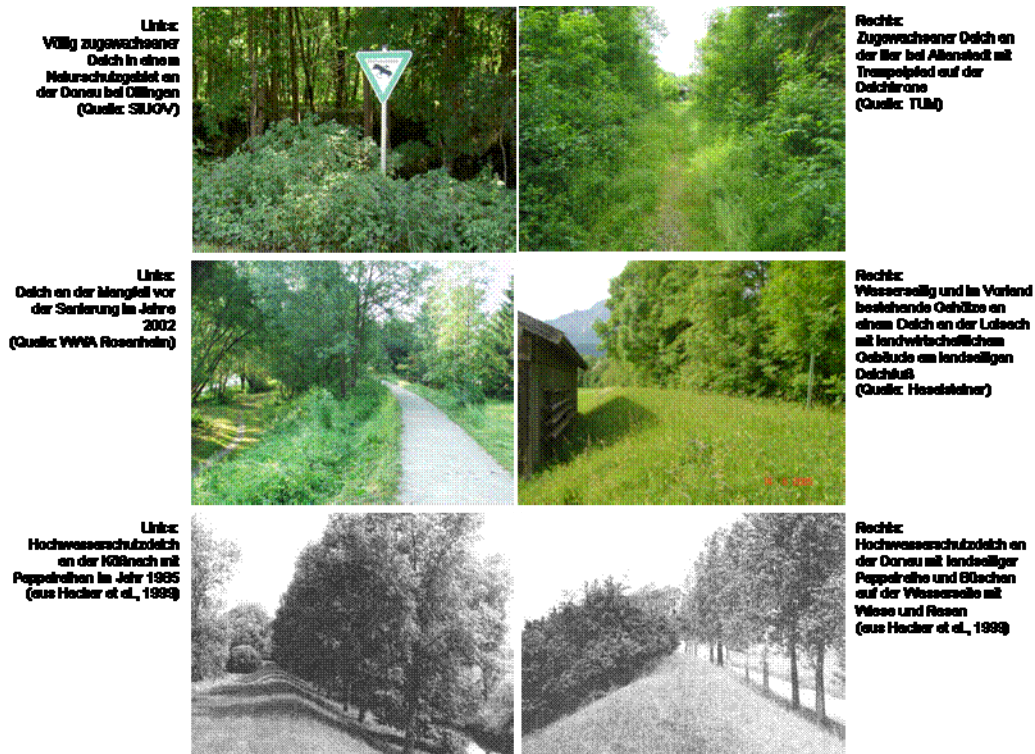 Links:
Völlig zugewachsener
Deich in einem
Naturschutzgebiet an
der Donau bei Dillingen
(Quelle: StUGV)
Rechts:
Zugewachsener Deich an
der Iller bei Altenstadt mit
Trampelpfad auf der
Deichkrone
(Quelle: TUM)
Links:
Deich an der Mangfall vor
der Sanierung im Jahre
2002
(Quelle: WWA Rosenheim)
Rechts:
Wasserseitig und im Vorland
bestehende Gehölze an
einem Deich an der Loisach
mit landwirtschaftlichem
Gebäude am landseitigen
Deichfuß
(Quelle: Haselsteiner)
Links:
Hochwasserschutzdeich
an der Kößnach mit
Pappelreihen im Jahr 1985
(aus Hacker et al., 1999)
Rechts:
Hochwasserschutzdeich an
der Donau mit landseitiger
Pappelreihe und Büschen
auf der Wasserseite mit
Wiese und Rasen
(aus Hacker et al., 1999)